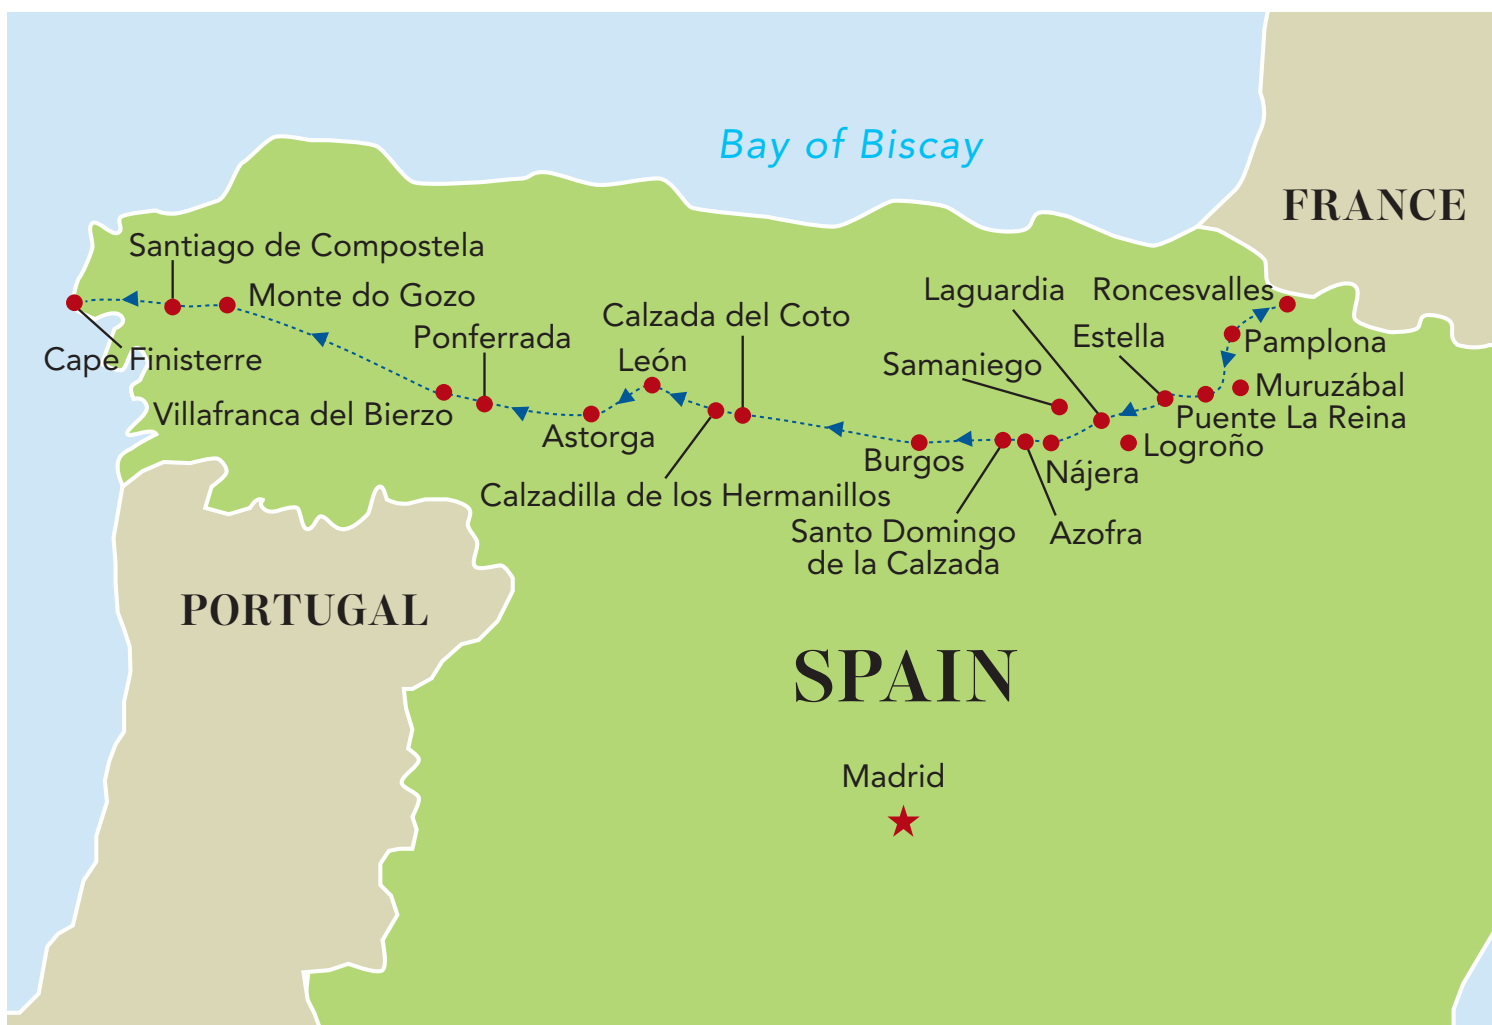 Bay of Biscay
FRANCE
Santiago de Compostela
Monte do Gozo
Cape Finisterre
Ponferrada
Villafranca del Bierzo
León
Astorga
Calzada del Coto
Calzadilla de los Hermanillos
Laguardia
Roncesvalles
Estella
Pamplona
Samaniego
Muruzábal
Puente La Reina
Logroño
Burgos
Nájera
Santo Domingo
de la Calzada
Azofra
PORTUGAL
SPAIN
Madrid